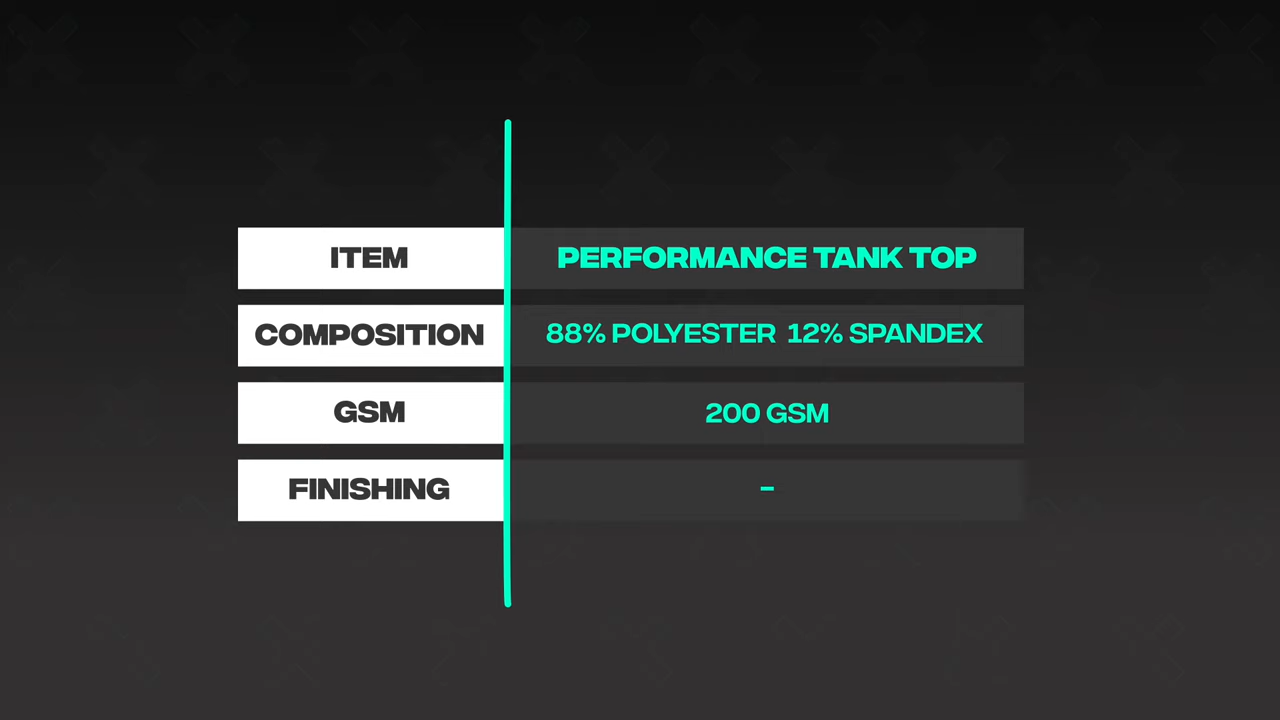 ITEM PERFORMANCE TANK TOP
COMPOSITION 88% POLYESTER 12% SPANDEX
GSM 200 GSM
FINISHING -